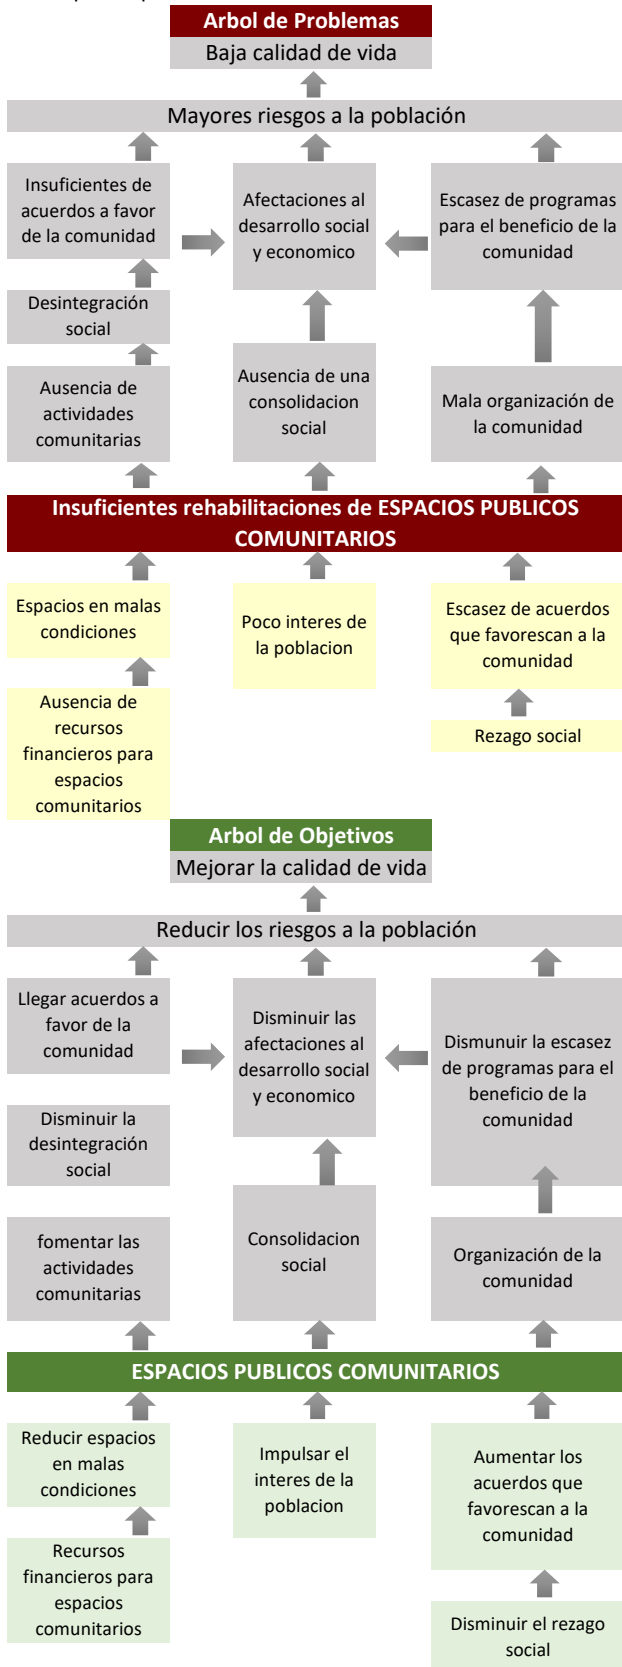 Arbol de Problemas
Baja calidad de vida
Mayores riesgos a la población
Insuficientes de
acuerdos a favor
de la comunidad
Afectaciones al
desarrollo social
y economico
Escasez de programas
para el beneficio de la
comunidad
Desintegración
social
Ausencia de
actividades
comunitarias
Ausencia de una
consolidacion
social
Mala organización de
la comunidad
Insuficientes rehabilitaciones de ESPACIOS PUBLICOS
COMUNITARIOS
Espacios en malas
condiciones
Poco interes de
la poblacion
Escasez de acuerdos
que favorescan a la
comunidad
Ausencia de
recursos
financieros para
espacios
comunitarios
Rezago social
Arbol de Objetivos
Mejorar la calidad de vida
Reducir los riesgos a la población
Llegar acuerdos a
favor de la
comunidad
Disminuir las
afectaciones al
desarrollo social
y economico
Dismunuir la escasez
de programas para el
beneficio de la
comunidad
Disminuir la
desintegración
social
fomentar las
actividades
comunitarias
Consolidacion
social
Organización de la
comunidad
ESPACIOS PUBLICOS COMUNITARIOS
Reducir espacios
en malas
condiciones
Impulsar el
interes de la
poblacion
Aumentar los
acuerdos que
favorescan a la
comunidad
Recursos
financieros para
espacios
comunitarios
Disminuir el rezago
social